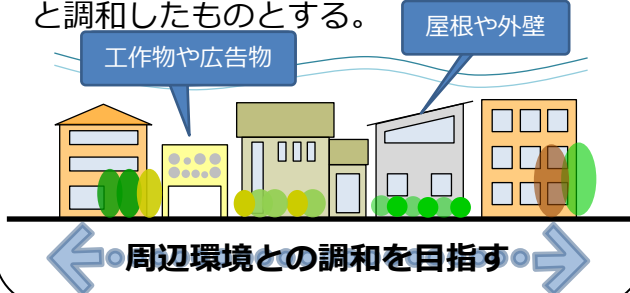 と調和したものとする。
屋根や外壁
工作物や広告物
周辺環境との調和を目指す